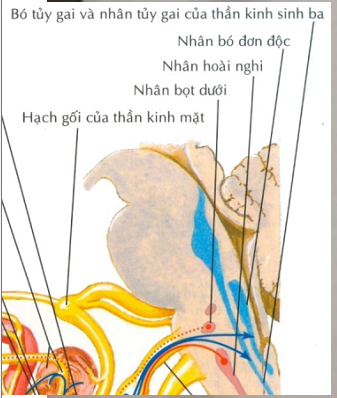 Bó tủy gai và nhân tủy gai của thần kinh sinh ba
Nhân bó đơn độc
Nhân hoài nghi
Nhân bọt dưới
Hạch gối của thần kinh mặt